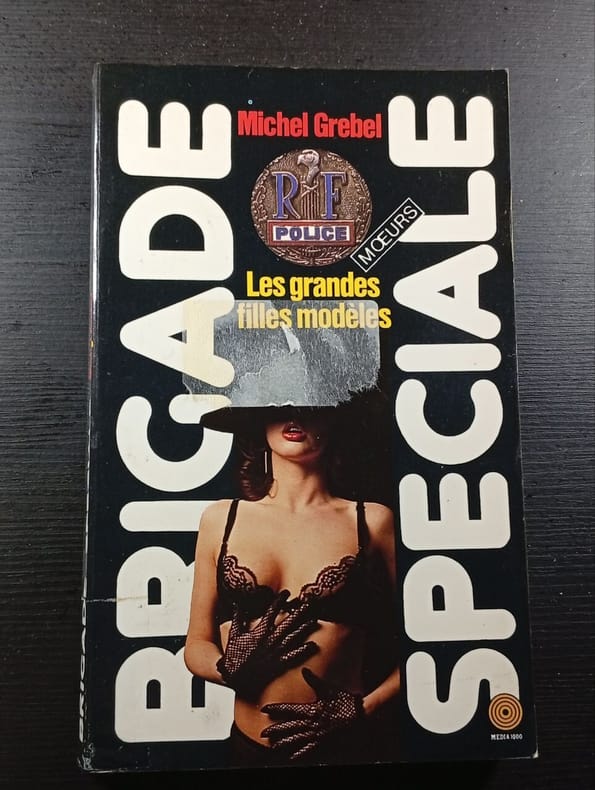 BRIGADE
SPECIALE
Michel Grebel
RF
POLICE
MŒURS
Les grandes
filles modèles
MEDIA 1000